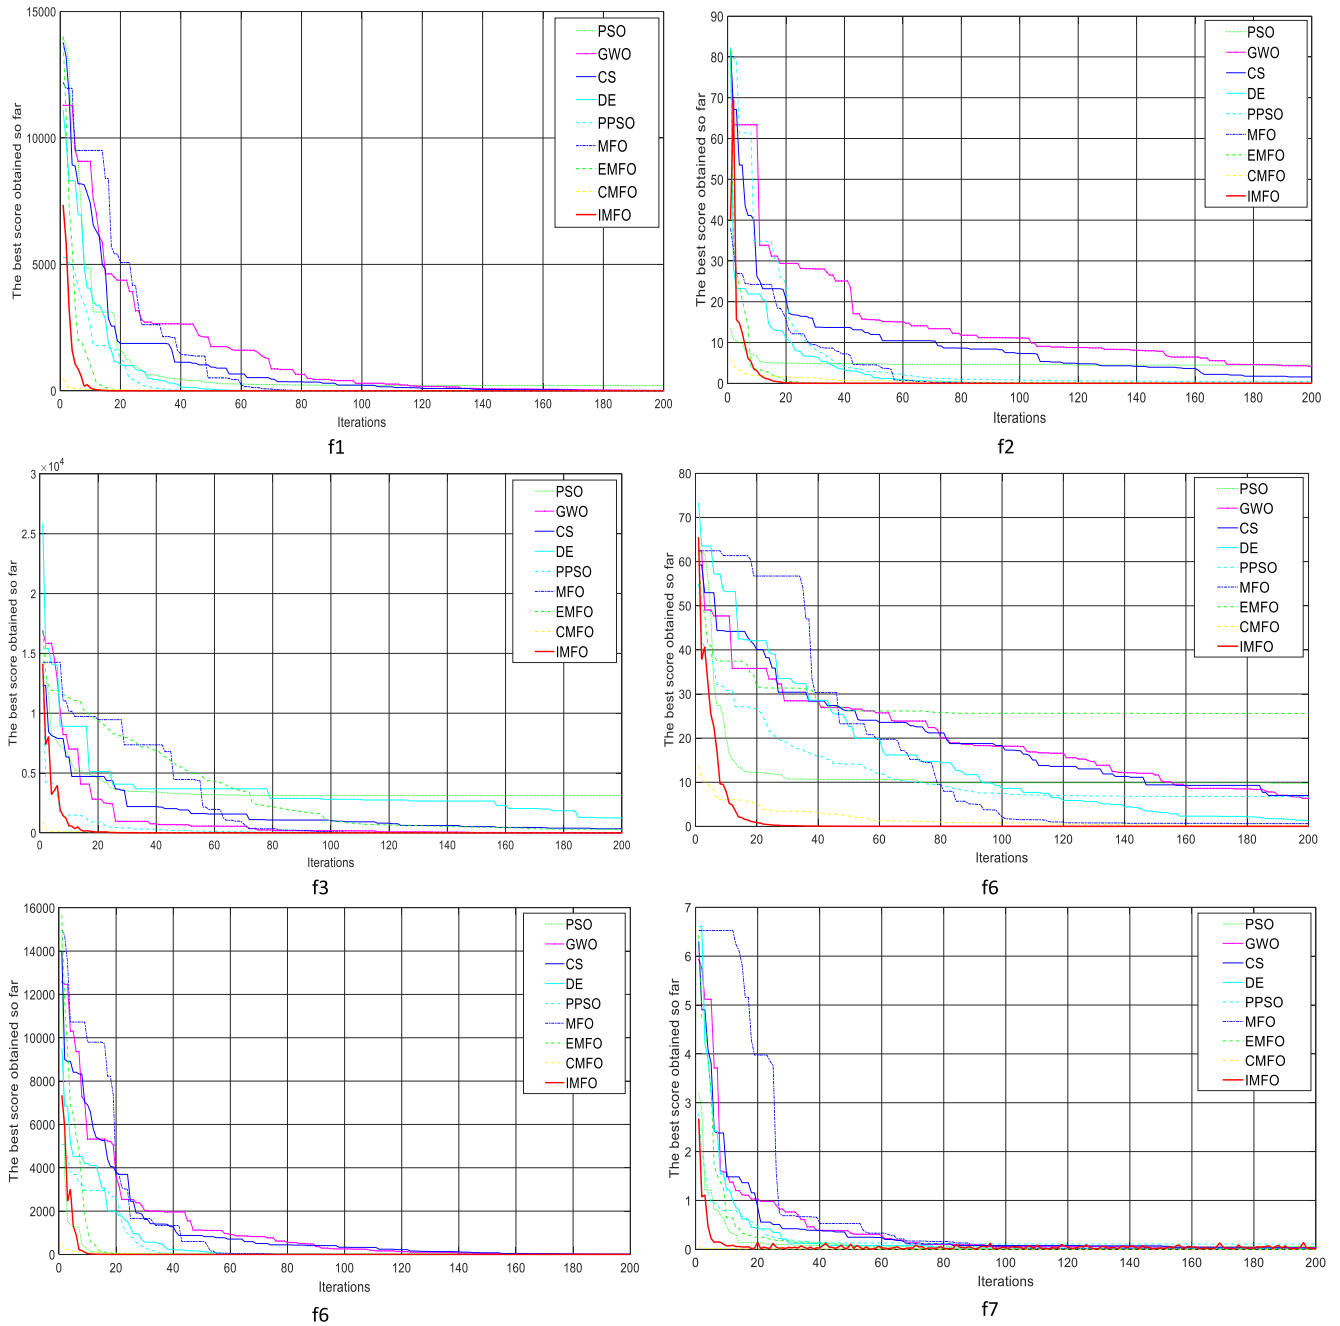 15000
10000
5000
0
The best score obtained so far
PSO
GWO
CS
DE
PPSO
MFO
EMFO
CMFO
IMFO
0 20 40 60 80 100 120 140 160 180 200
Iterations
f1
90
80
70
60
50
40
30
20
10
0
The best score obtained so far
PSO
GWO
CS
DE
PPSO
MFO
EMFO
CMFO
IMFO
0 20 40 60 80 100 120 140 160 180 200
Iterations
f2
×10⁴
3
2.5
2
1.5
1
0.5
0
The best score obtained so far
PSO
GWO
CS
DE
PPSO
MFO
EMFO
CMFO
IMFO
0 20 40 60 80 100 120 140 160 180 200
Iterations
f3
80
70
60
50
40
30
20
10
0
The best score obtained so far
PSO
GWO
CS
DE
PPSO
MFO
EMFO
CMFO
IMFO
0 20 40 60 80 100 120 140 160 180 200
Iterations
f6
16000
14000
12000
10000
8000
6000
4000
2000
0
The best score obtained so far
PSO
GWO
CS
DE
PPSO
MFO
EMFO
CMFO
IMFO
0 20 40 60 80 100 120 140 160 180 200
Iterations
f6
7
6
5
4
3
2
1
0
The best score obtained so far
PSO
GWO
CS
DE
PPSO
MFO
EMFO
CMFO
IMFO
0 20 40 60 80 100 120 140 160 180 200
Iterations
f7